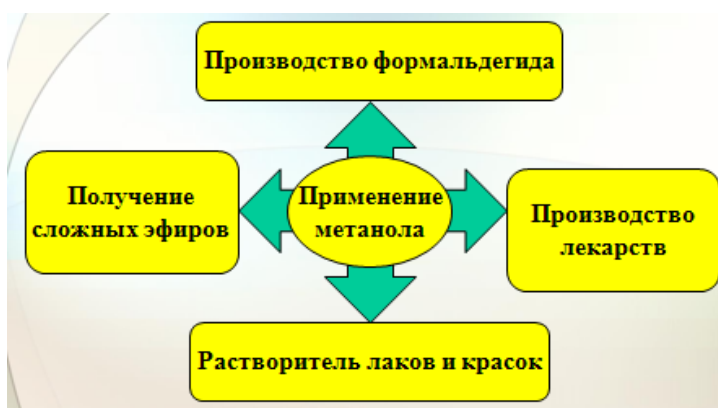 Производство формальдегида
Получение
сложных эфиров
Применение
метанола
Производство
лекарств
Растворитель лаков и красок